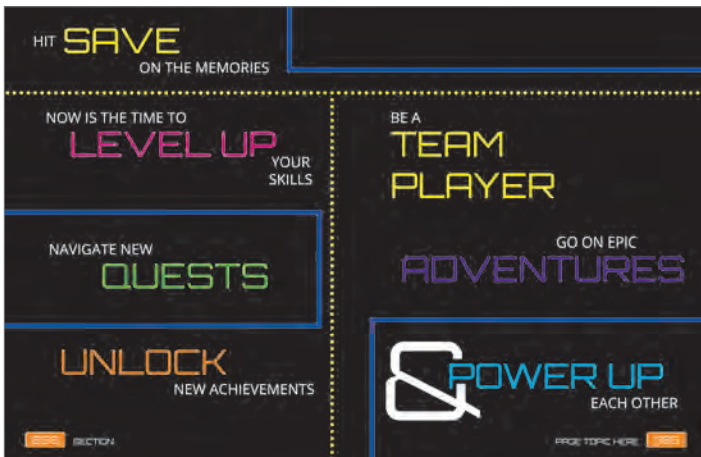 HIT SAVE
ON THE MEMORIES
NOW IS THE TIME TO
LEVEL UP
YOUR
SKILLS
NAVIGATE NEW
QUESTS
UNLOCK
NEW ACHIEVEMENTS
BE A
TEAM
PLAYER
GO ON EPIC
ADVENTURES
& POWER UP
EACH OTHER
SECTION
PAGE TOPIC HERE